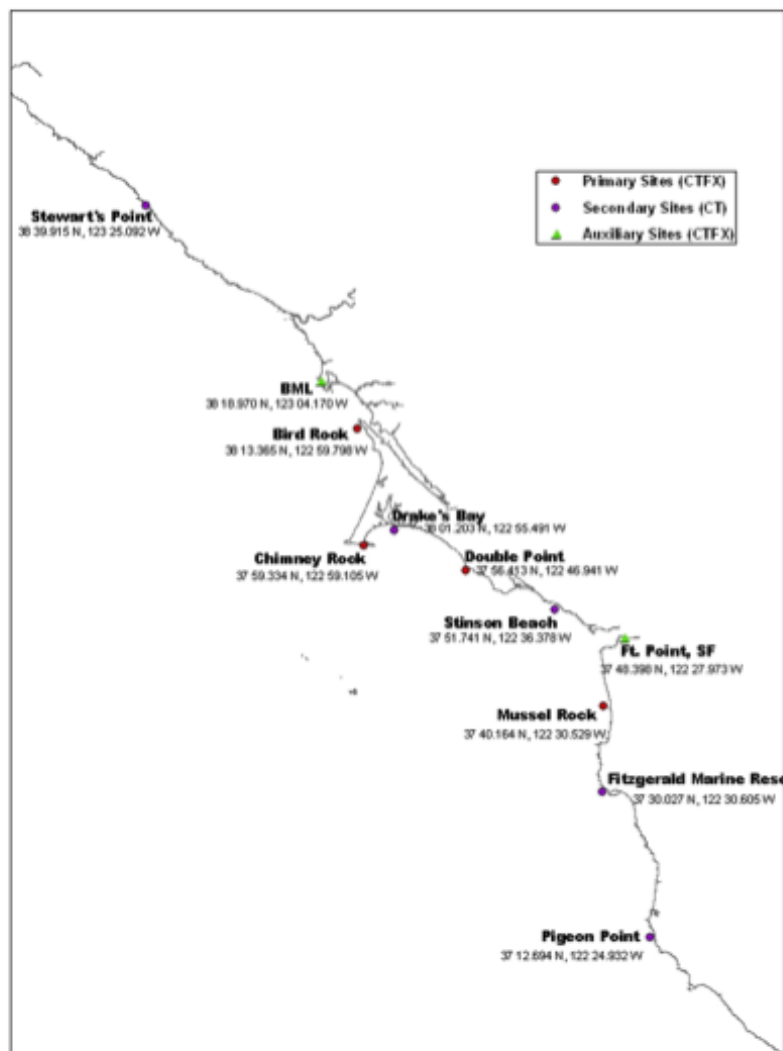 Primary Sites (CTFX)
Secondary Sites (CT)
Auxiliary Sites (CTFX)
Stewart's Point
38 39.915 N, 123 25.092 W
BML
38 18.970 N, 123 04.170 W
Bird Rock
38 13.365 N, 122 59.798 W
Drake's Bay
38 01.203 N, 122 55.491 W
Chimney Rock
37 59.334 N, 122 59.105 W
Double Point
37 56.413 N, 122 46.941 W
Stinson Beach
37 51.741 N, 122 36.378 W
Ft. Point, SF
37 48.398 N, 122 27.973 W
Mussel Rock
37 40.164 N, 122 30.529 W
Fitzgerald Marine Rese
37 30.027 N, 122 30.605 W
Pigeon Point
37 12.694 N, 122 24.932 W